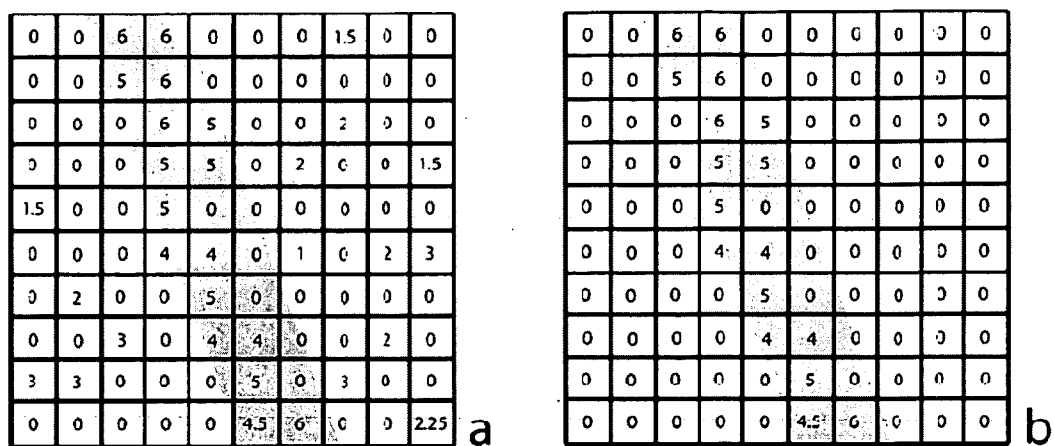 0 0 6 6 0 0 0 1.5 0 0
0 0 5 6 0 0 0 0 0 0
0 0 0 6 5 0 0 2 0 0
0 0 0 5 5 0 2 0 0 1.5
1.5 0 0 5 0 0 0 0 0 0
0 0 0 4 4 0 1 0 2 3
0 2 0 0 5 0 0 0 0 0
0 0 3 0 4 4 0 0 2 0
3 3 0 0 0 5 0 3 0 0
0 0 0 0 0 4.5 6 0 0 2.25
a
0 0 6 6 0 0 0 0 0 0
0 0 5 6 0 0 0 0 0 0
0 0 0 6 5 0 0 0 0 0
0 0 0 5 5 0 0 0 0 0
0 0 0 5 0 0 0 0 0 0
0 0 0 4 4 0 0 0 0 0
0 0 0 0 5 0 0 0 0 0
0 0 0 0 4 4 0 0 0 0
0 0 0 0 0 5 0 0 0 0
0 0 0 0 0 4.5 6 0 0 0
b